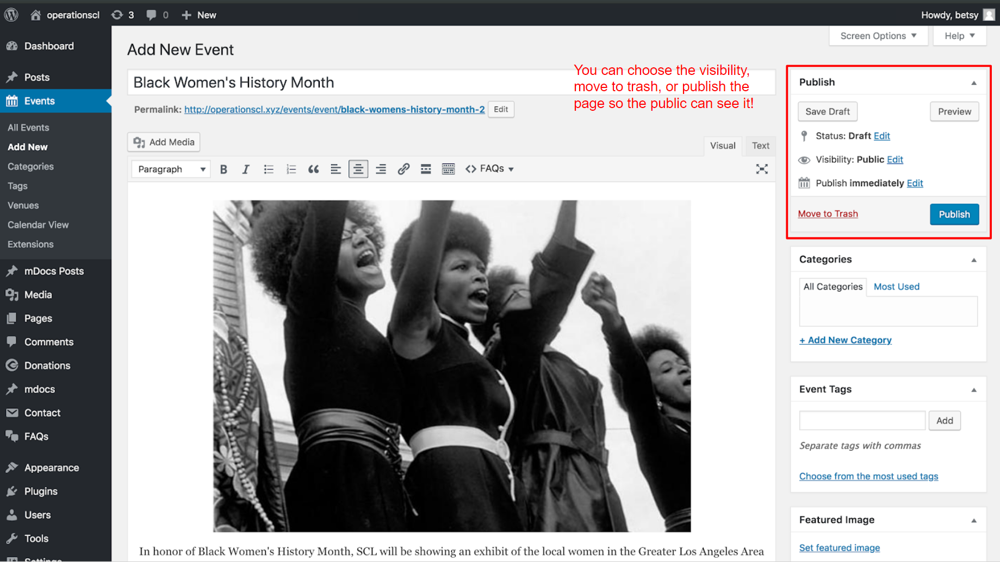 operationscl 3 0 New Howdy, betsy
Dashboard
Posts
Events
All Events
Add New
Categories
Tags
Venues
Calendar View
Extensions
mDocs Posts
Media
Pages
Comments
Donations
mdocs
Contact
FAQs
Appearance
Plugins
Users
Tools
Settings
Screen Options Help
Add New Event
Black Women's History Month
Permalink: http://operationscl.xyz/events/event/black-womens-history-month-2 Edit
You can choose the visibility,
move to trash, or publish the
page so the public can see it!
Add Media
Visual Text
Paragraph B I FAQs
In honor of Black Women's History Month, SCL will be showing an exhibit of the local women in the Greater Los Angeles Area
Publish
Save Draft Preview
Status: Draft Edit
Visibility: Public Edit
Publish immediately Edit
Move to Trash Publish
Categories
All Categories Most Used
+ Add New Category
Event Tags
Add
Separate tags with commas
Choose from the most used tags
Featured Image
Set featured image